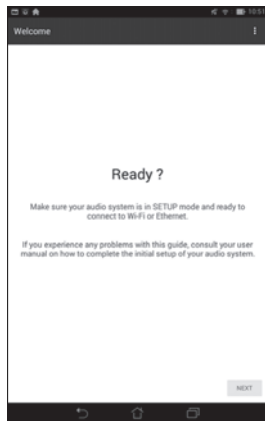 10:51
Welcome
Ready ?
Make sure your audio system is in SETUP mode and ready to
connect to Wi-Fi or Ethernet.
If you experience any problems with this guide, consult your user
manual on how to complete the initial setup of your audio system.
NEXT